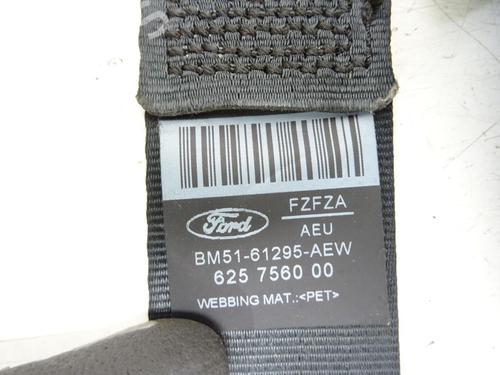 Ford
FZFZA
AEU
BM51-61295-AEW
625 7560 00
WEBBING MAT.:<PET>